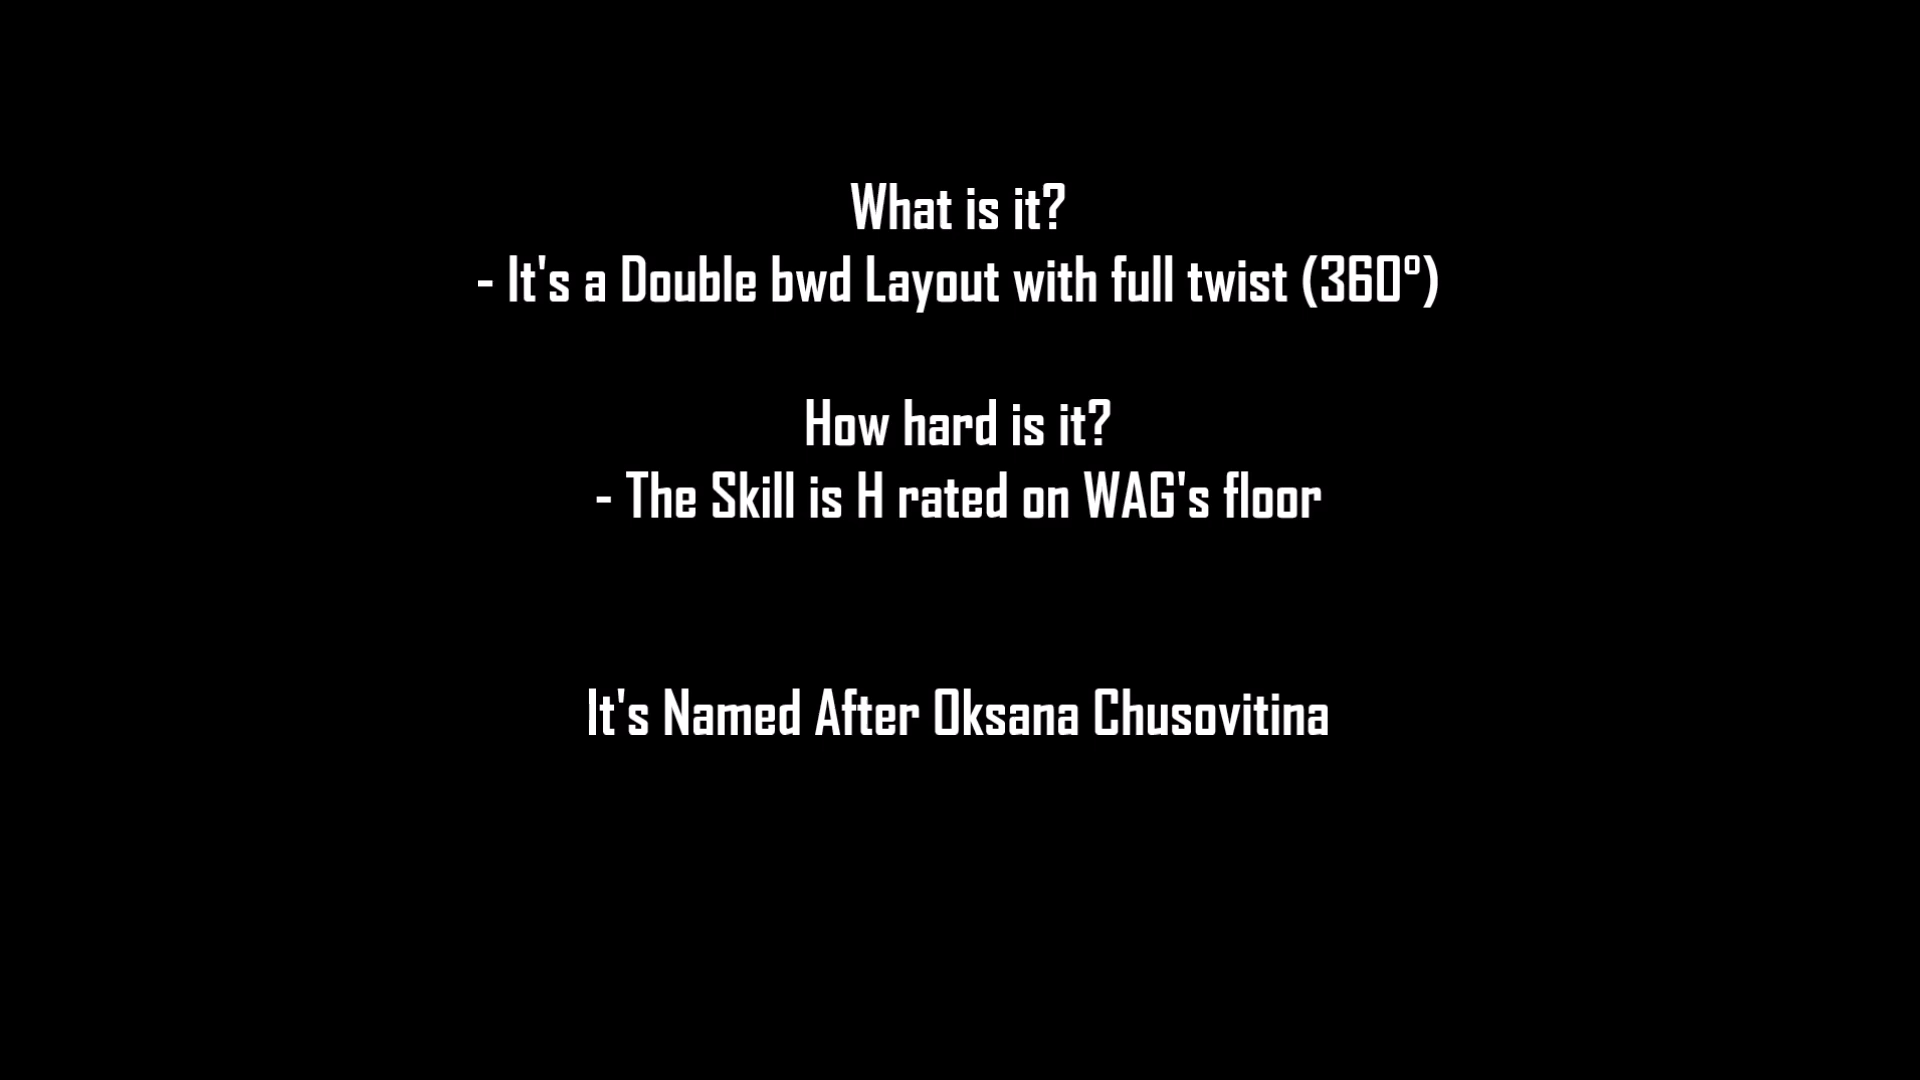 What is it?
- It's a Double bwd Layout with full twist (360º)
How hard is it?
- The Skill is H rated on WAG's floor
It's Named After Oksana Chusovitina